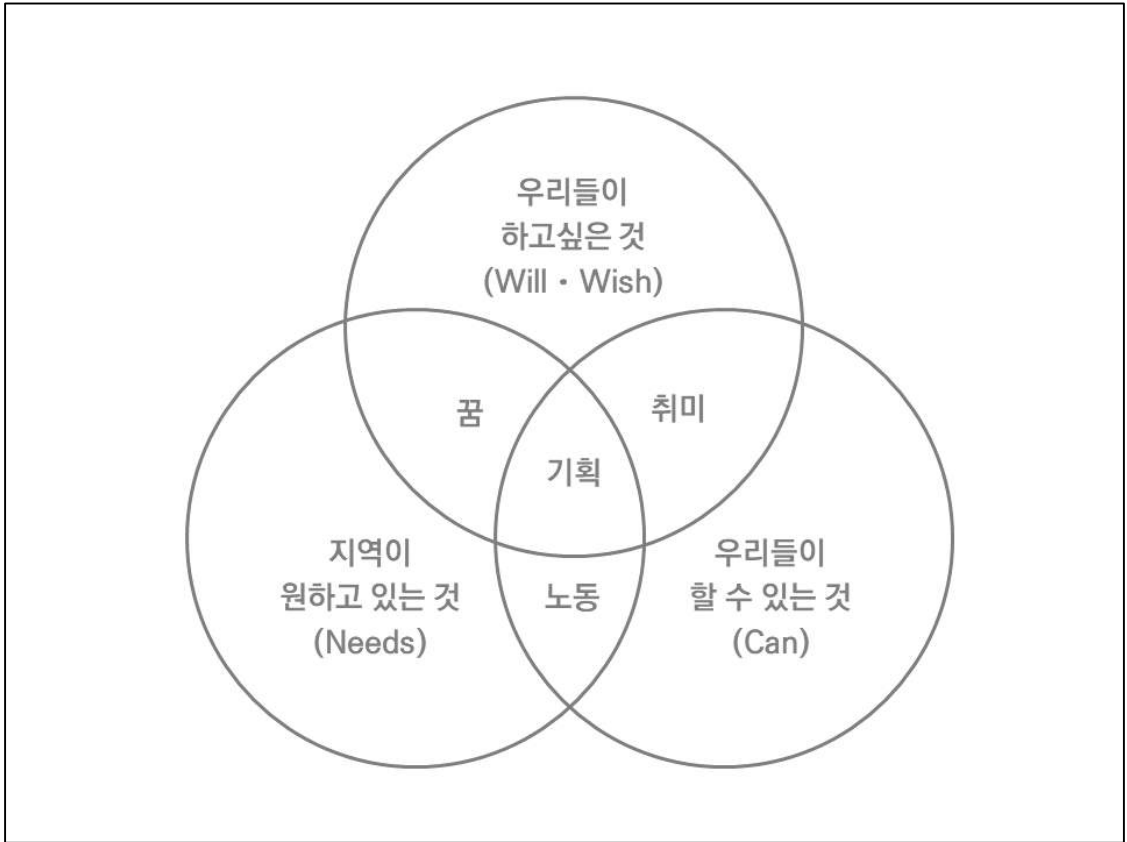 우리들이
하고싶은 것
(Will・Wish)
꿈
취미
기획
지역이
원하고 있는 것
(Needs)
노동
우리들이
할 수 있는 것
(Can)